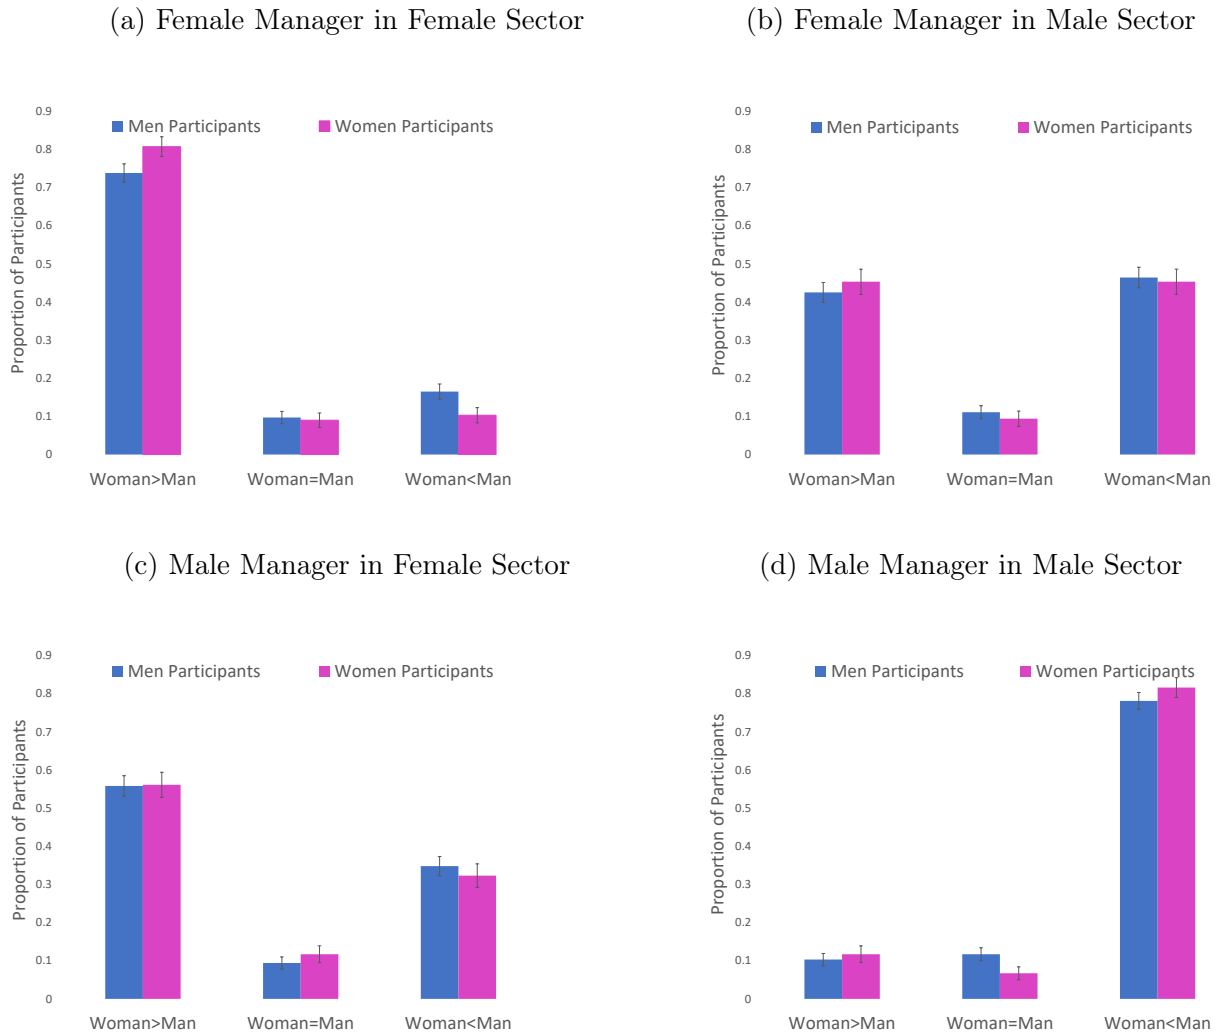 (a) Female Manager in Female Sector
0.9
Men Participants
Women Participants
0.8
0.7
0.6
0.5
0.4
0.3
0.2
0.1
0
Proportion of Participants
Woman>Man
Woman=Man
Woman<Man
(b) Female Manager in Male Sector
0.9
Men Participants
Women Participants
0.8
0.7
0.6
0.5
0.4
0.3
0.2
0.1
0
Proportion of Participants
Woman>Man
Woman=Man
Woman<Man
(c) Male Manager in Female Sector
0.9
Men Participants
Women Participants
0.8
0.7
0.6
0.5
0.4
0.3
0.2
0.1
0
Proportion of Participants
Woman>Man
Woman=Man
Woman<Man
(d) Male Manager in Male Sector
0.9
Men Participants
Women Participants
0.8
0.7
0.6
0.5
0.4
0.3
0.2
0.1
0
Proportion of Participants
Woman>Man
Woman=Man
Woman<Man